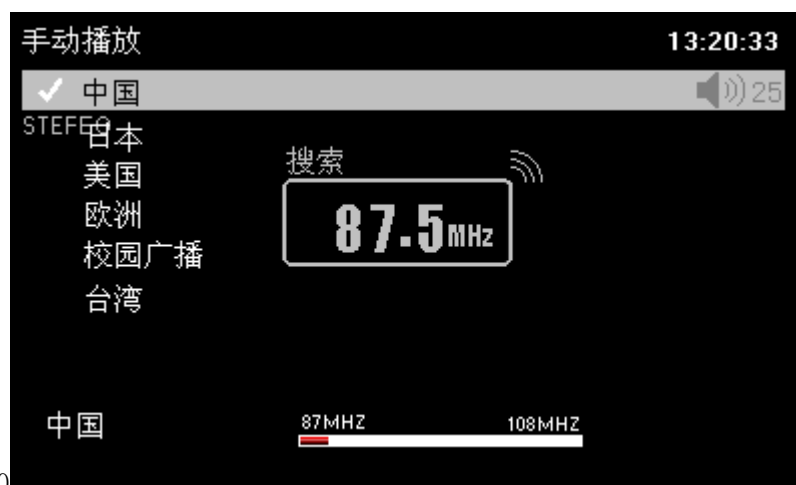 手动播放 13:20:33
中国 25
STEFEO
日本
美国
欧洲
校园广播
台湾
搜索
87.5MHz
中国 87MHZ 108MHZ